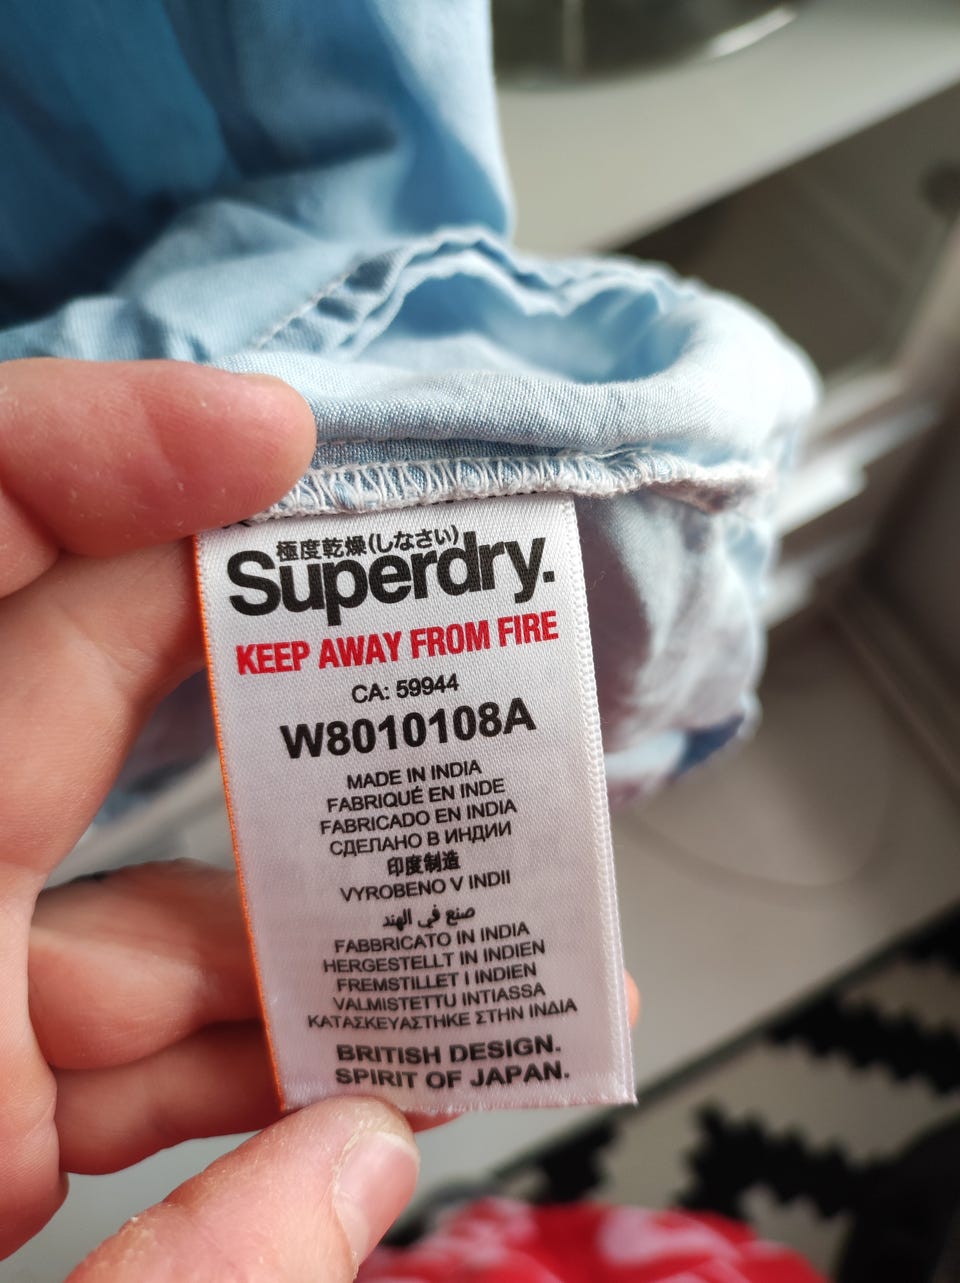 極度乾燥(しなさい)
Superdry.
KEEP AWAY FROM FIRE
CA: 59944
W8010108A
MADE IN INDIA
FABRIQUÉ EN INDE
FABRICADO EN INDIA
СДЕЛАНО В ИНДИИ
印度制造
VYROBENO V INDII
صنع في الهند
FABBRICATO IN INDIA
HERGESTELLT IN INDIEN
FREMSTILLET I INDIEN
VALMISTETTU INTIASSA
ΚΑΤΑΣΚΕΥΑΣΤΗΚΕ ΣΤΗΝ ΙΝΔΙΑ
BRITISH DESIGN.
SPIRIT OF JAPAN.